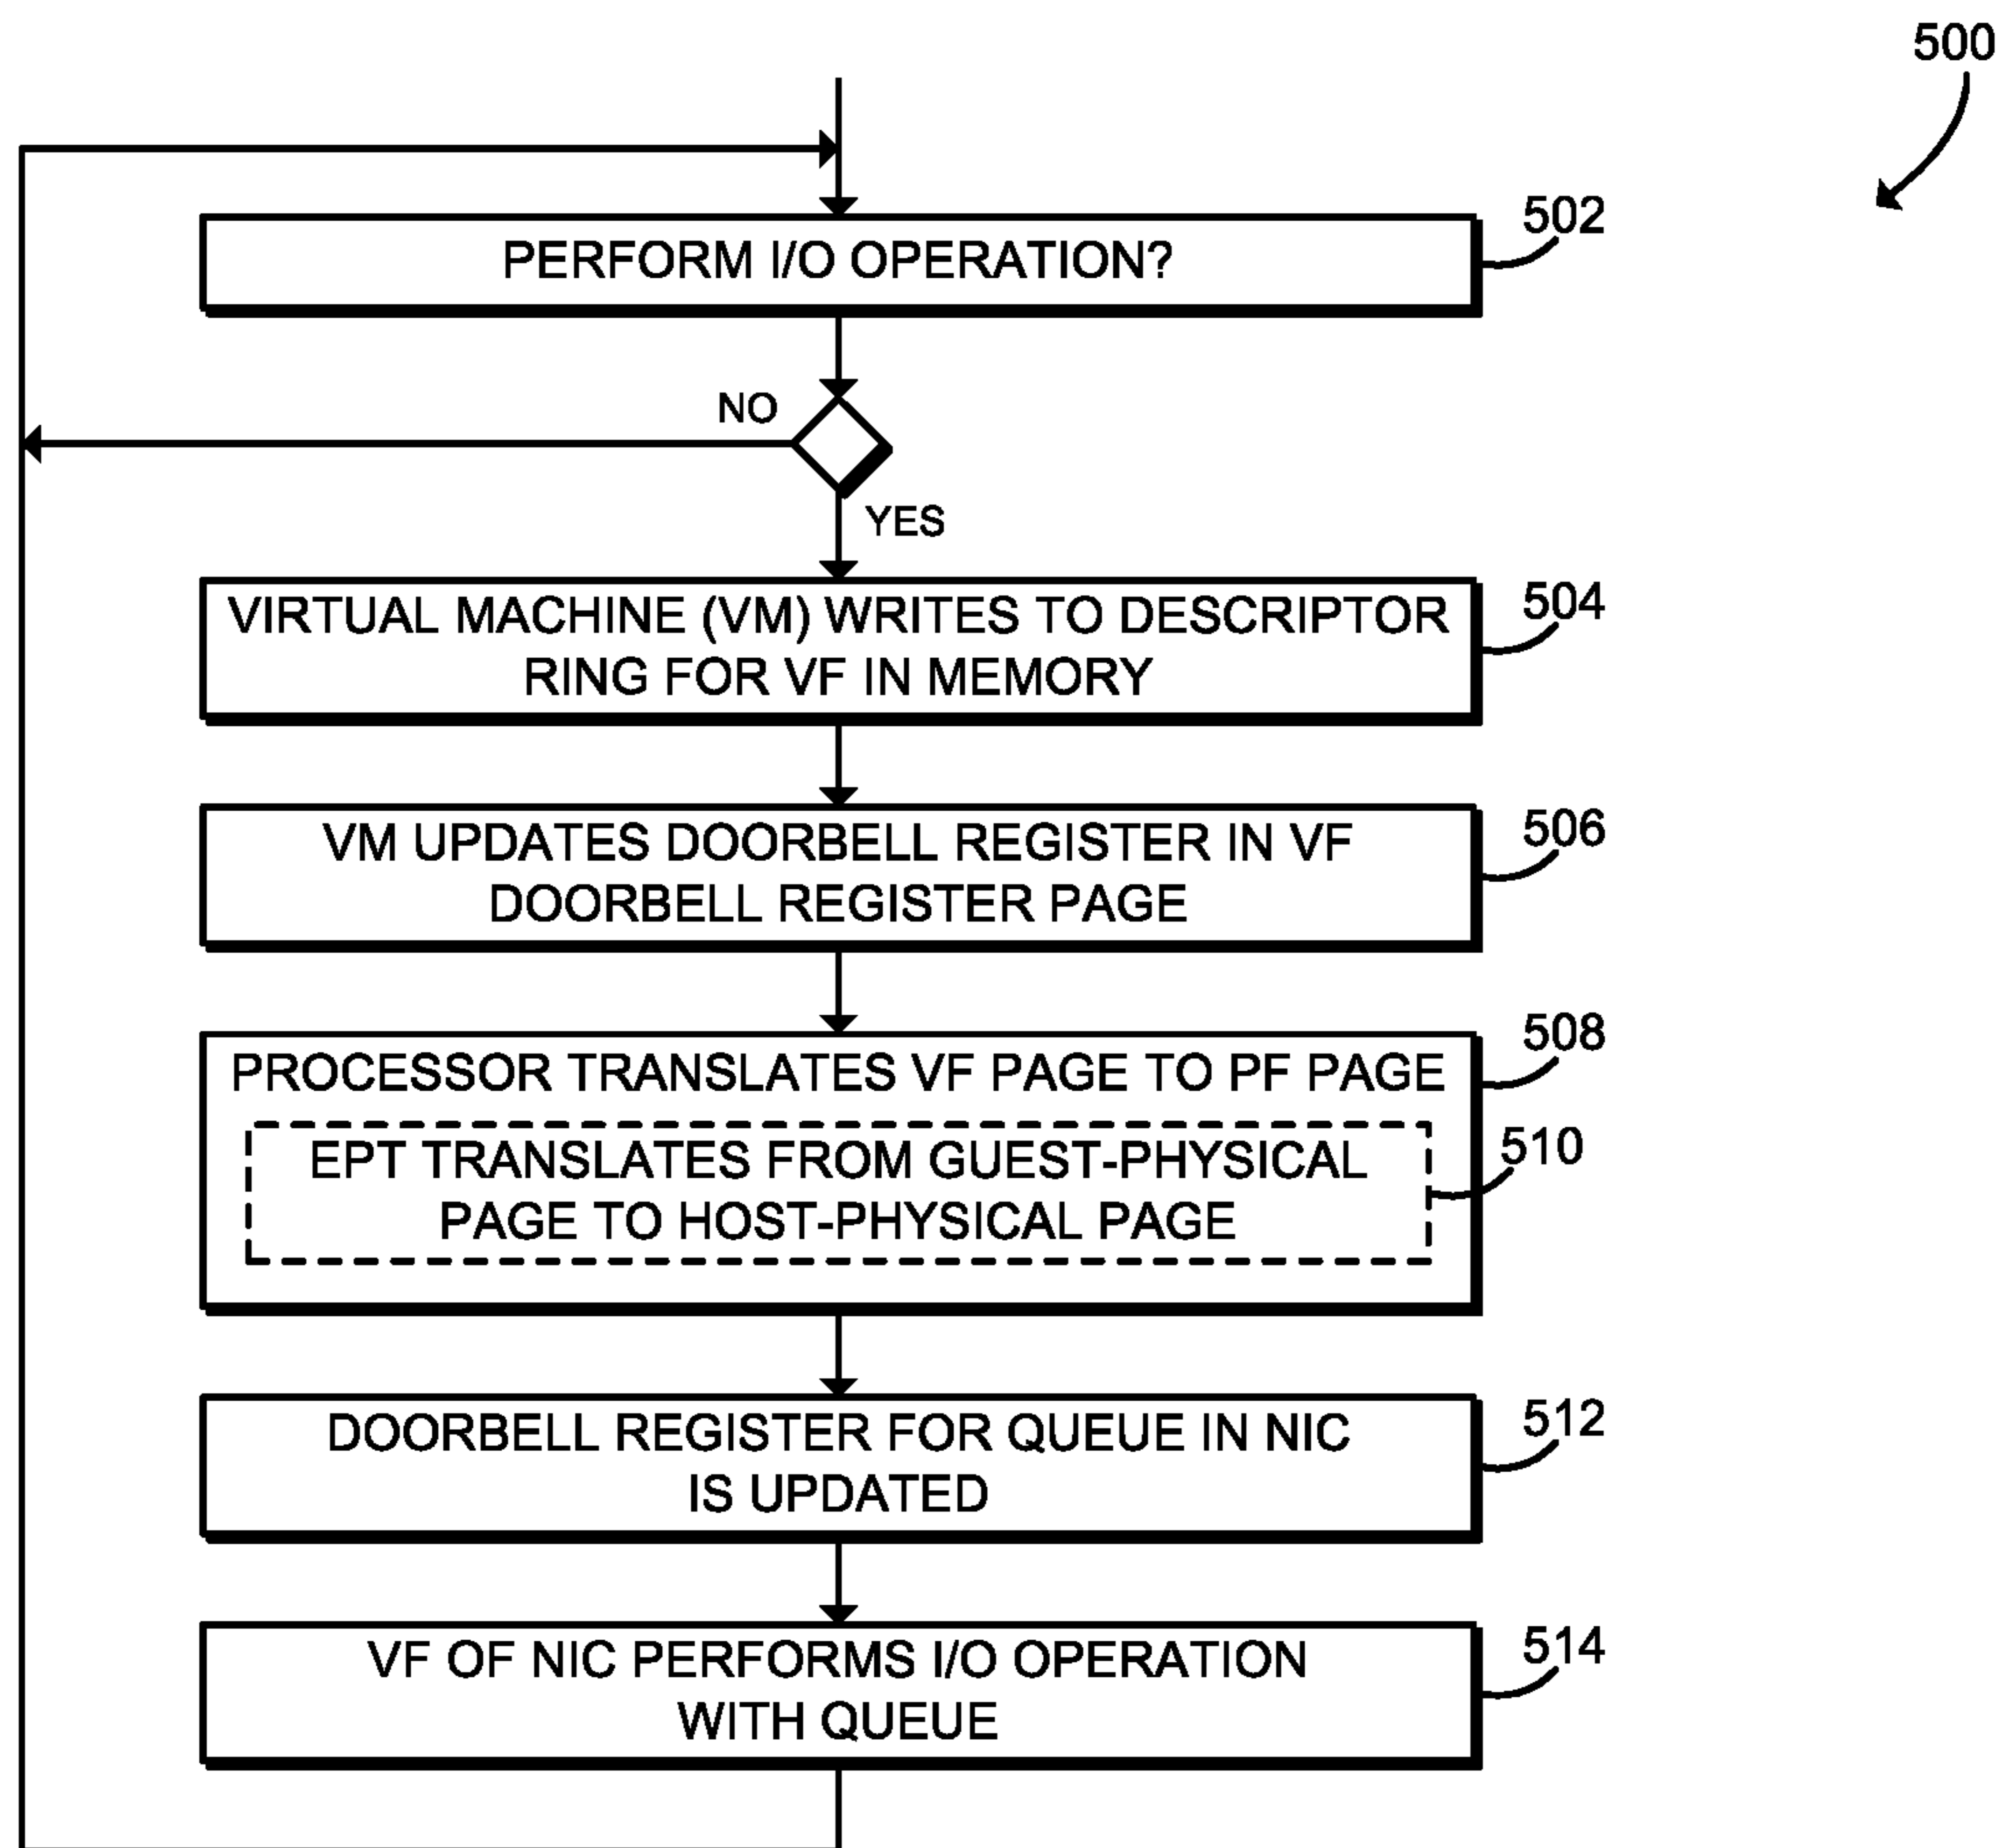 500
PERFORM I/O OPERATION?
502
NO
YES
VIRTUAL MACHINE (VM) WRITES TO DESCRIPTOR
RING FOR VF IN MEMORY
504
VM UPDATES DOORBELL REGISTER IN VF
DOORBELL REGISTER PAGE
506
PROCESSOR TRANSLATES VF PAGE TO PF PAGE
508
EPT TRANSLATES FROM GUEST-PHYSICAL
PAGE TO HOST-PHYSICAL PAGE
510
DOORBELL REGISTER FOR QUEUE IN NIC
IS UPDATED
512
VF OF NIC PERFORMS I/O OPERATION
WITH QUEUE
514